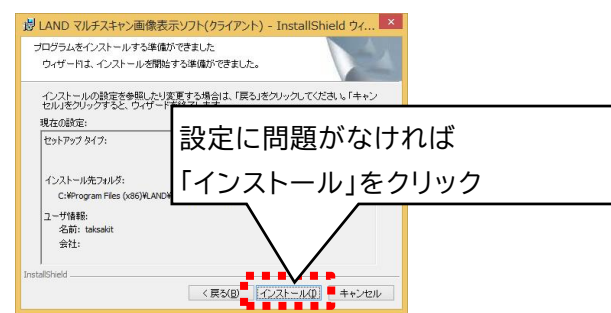 LAND マルチスキャン画像表示ソフト(クライアント) - InstallShield ウィ...
プログラムをインストールする準備ができました
ウィザードは、インストールを開始する準備ができました。
インストールの設定を参照したり変更する場合は、「戻る」をクリックしてください。「キャン
セル」をクリックすると、ウィザードを終了します。
現在の設定:
セットアップ タイプ:
設定に問題がなければ
「インストール」をクリック
インストール先フォルダ:
C:¥Program Files (x86)¥LAND¥
ユーザ情報:
名前: taksakit
会社:
InstallShield
< 戻る(B)
インストール(I)
キャンセル